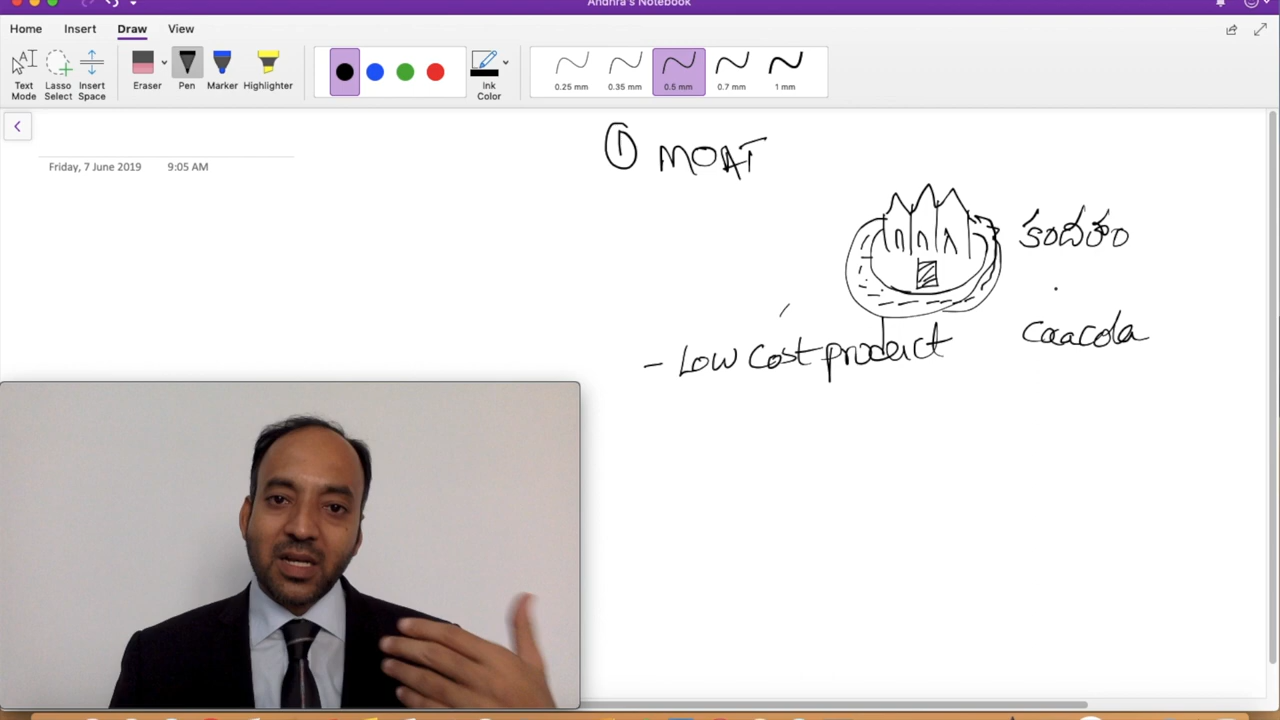 Andhra's Notebook
Home Insert Draw View
Text Mode Lasso Select Insert Space Eraser Pen Marker Highlighter Ink Color 0.25 mm 0.35 mm 0.5 mm 0.7 mm 1 mm
Friday, 7 June 2019 9:05 AM
① MOAT
కందకం
Cocacola
- Low Cost product